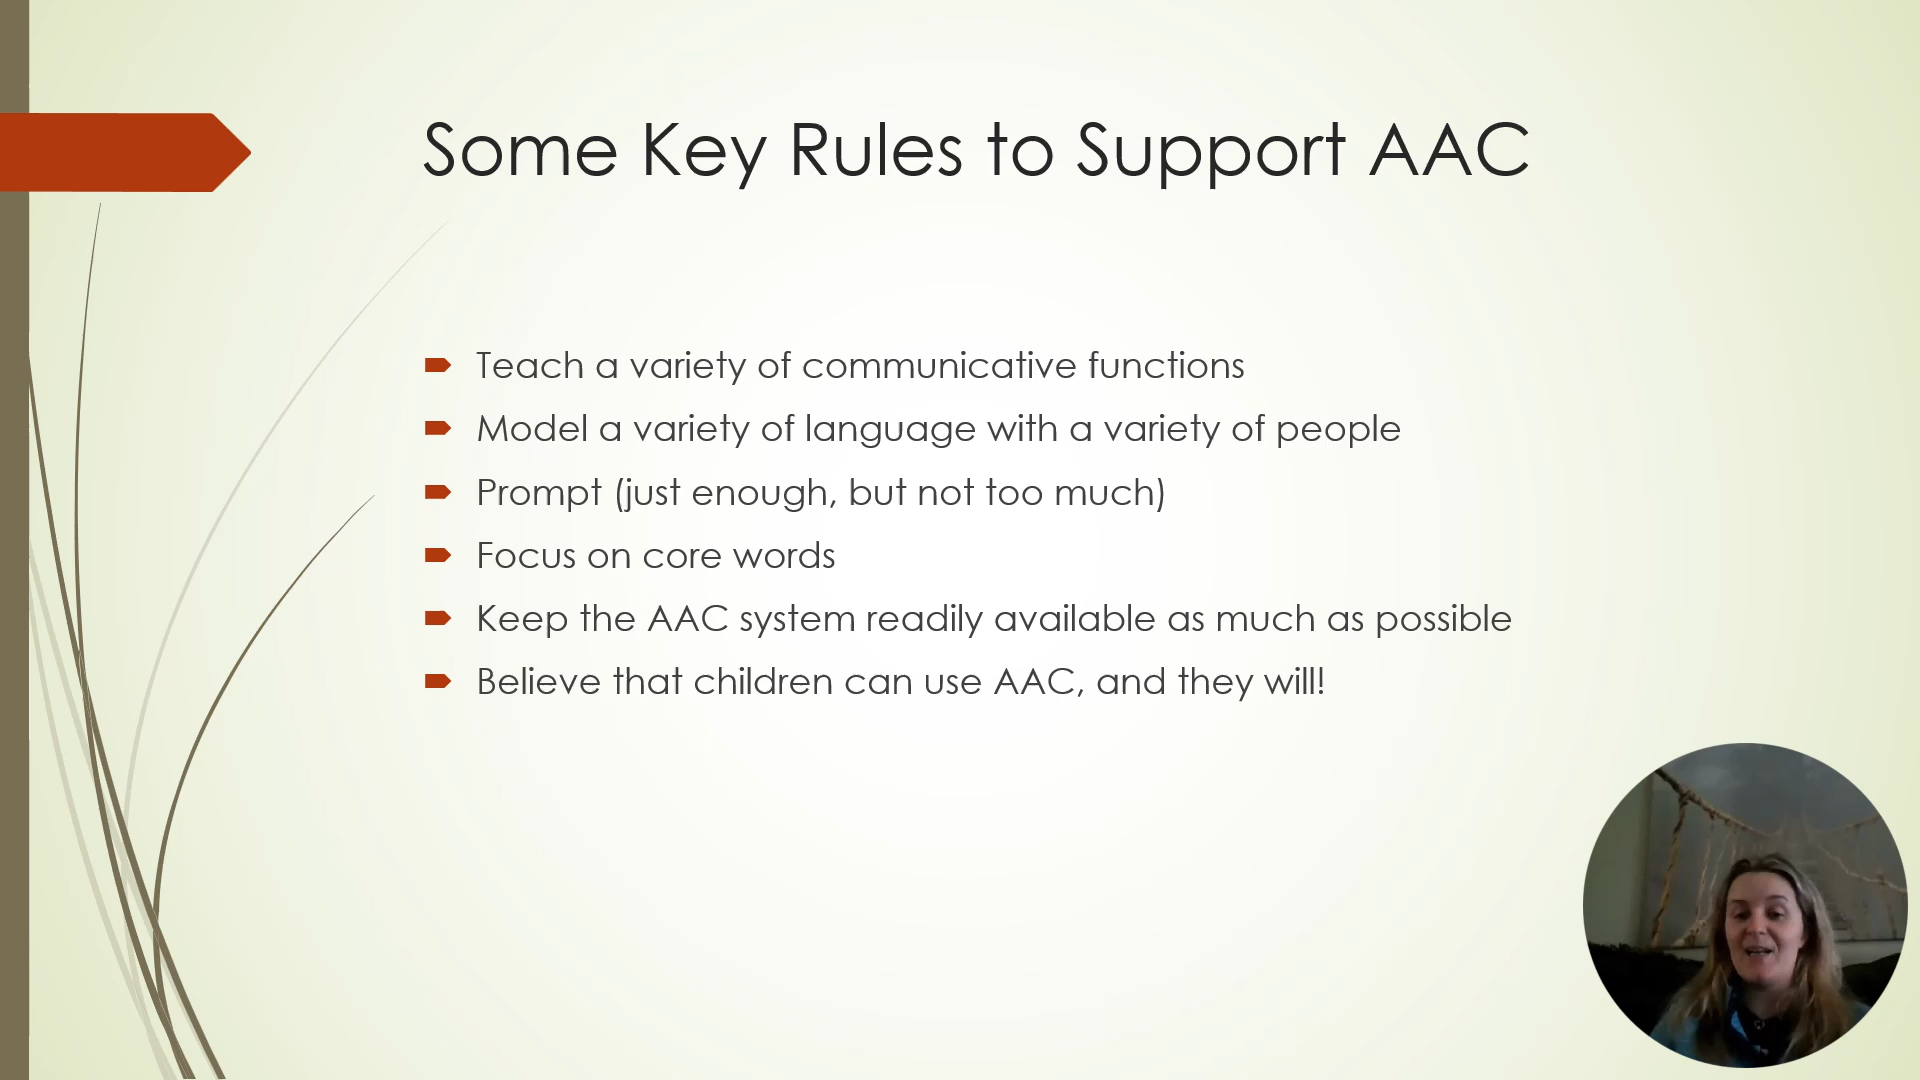 Some Key Rules to Support AAC
Teach a variety of communicative functions
Model a variety of language with a variety of people
Prompt (just enough, but not too much)
Focus on core words
Keep the AAC system readily available as much as possible
Believe that children can use AAC, and they will!